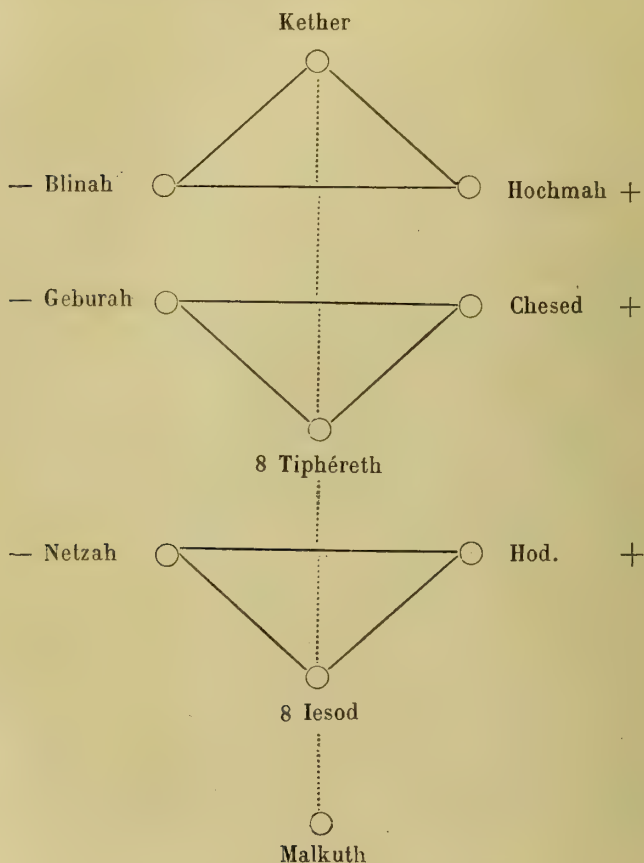 Kether
— Blinah Hochmah +
— Geburah Chesed +
8 Tiphéreth
— Netzah Hod. +
8 Iesod
Malkuth